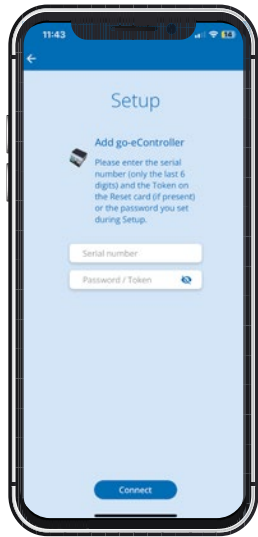 11:43
14
Setup
Add go-eController
Please enter the serial
number (only the last 6
digits) and the Token on
the Reset card (if present)
or the password you set
during Setup.
Serial number
Password / Token
Connect